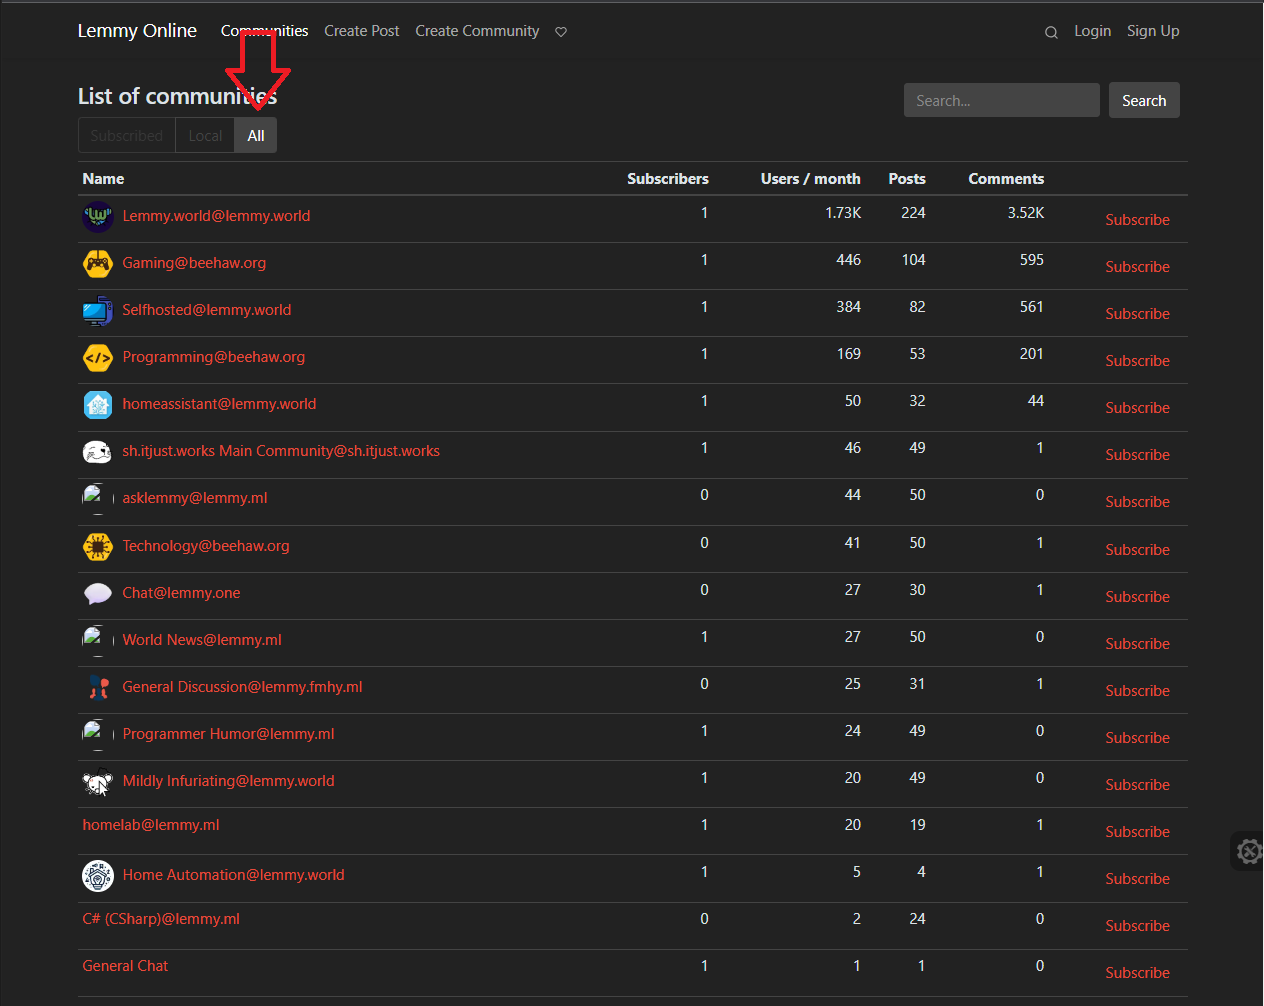 Lemmy Online Communities Create Post Create Community Login Sign Up
List of communities Search... Search
Subscribed Local All
Name Subscribers Users / month Posts Comments
Lemmy.world@lemmy.world 1 1.73K 224 3.52K Subscribe
Gaming@beehaw.org 1 446 104 595 Subscribe
Selfhosted@lemmy.world 1 384 82 561 Subscribe
Programming@beehaw.org 1 169 53 201 Subscribe
homeassistant@lemmy.world 1 50 32 44 Subscribe
sh.itjust.works Main Community@sh.itjust.works 1 46 49 1 Subscribe
asklemmy@lemmy.ml 0 44 50 0 Subscribe
Technology@beehaw.org 0 41 50 1 Subscribe
Chat@lemmy.one 0 27 30 1 Subscribe
World News@lemmy.ml 1 27 50 0 Subscribe
General Discussion@lemmy.fmhy.ml 0 25 31 1 Subscribe
Programmer Humor@lemmy.ml 1 24 49 0 Subscribe
Mildly Infuriating@lemmy.world 1 20 49 0 Subscribe
homelab@lemmy.ml 1 20 19 1 Subscribe
Home Automation@lemmy.world 1 5 4 1 Subscribe
C# (CSharp)@lemmy.ml 0 2 24 0 Subscribe
General Chat 1 1 1 0 Subscribe